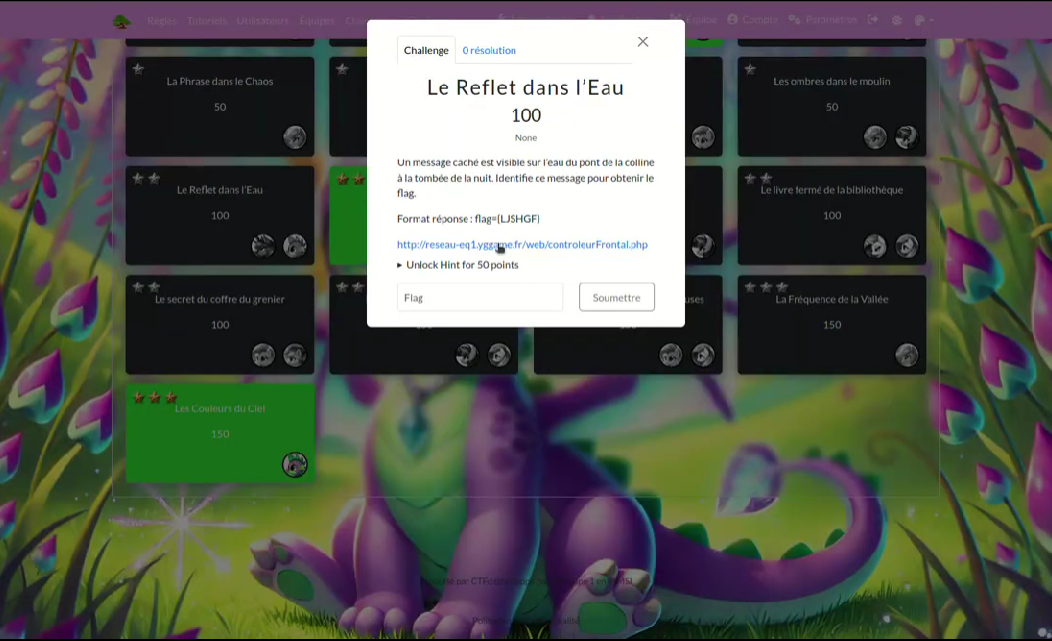 Règles Tutoriels Utilisateurs Équipes
Équipe Compte Paramètres
Challenge 0 résolution
Le Reflet dans l'Eau
100
None
Un message caché est visible sur l'eau du pont de la colline
à la tombée de la nuit. Identifie ce message pour obtenir le
flag.
Format réponse : flag={LJSHGF}
http://reseau-eq1.yggame.fr/web/controleurFrontal.php
▸ Unlock Hint for 50 points
Flag Soumettre
La Phrase dans le Chaos
50
Les ombres dans le moulin
50
Le Reflet dans l'Eau
100
Le livre fermé de la bibliothèque
100
Le secret du coffre du grenier
100
uses
La Fréquence de la Vallée
150
Les Couleurs du Ciel
150